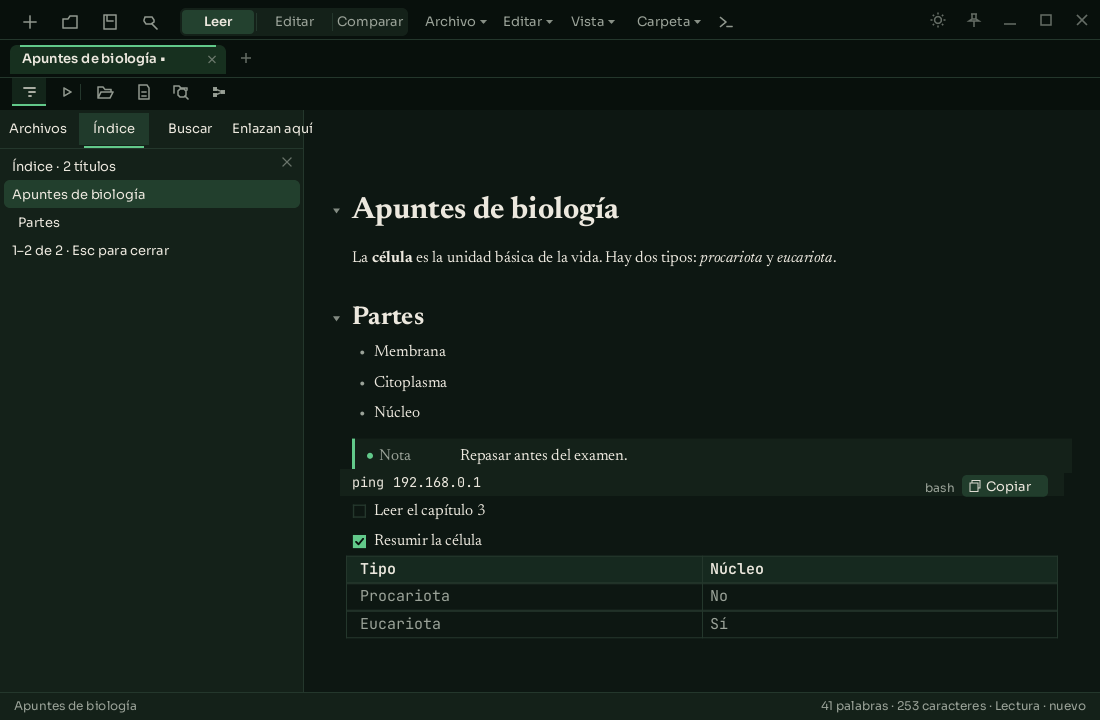 Leer Editar Comparar Archivo Editar Vista Carpeta
Apuntes de biología •
Archivos Índice Buscar Enlazan aquí
Índice · 2 títulos
Apuntes de biología
Partes
1–2 de 2 · Esc para cerrar
Apuntes de biología
La célula es la unidad básica de la vida. Hay dos tipos: procariota y eucariota.
Partes
• Membrana
• Citoplasma
• Núcleo
● Nota Repasar antes del examen.
ping 192.168.0.1
bash Copiar
Leer el capítulo 3
Resumir la célula
Tipo Núcleo
Procariota No
Eucariota Sí
Apuntes de biología 41 palabras · 253 caracteres · Lectura · nuevo